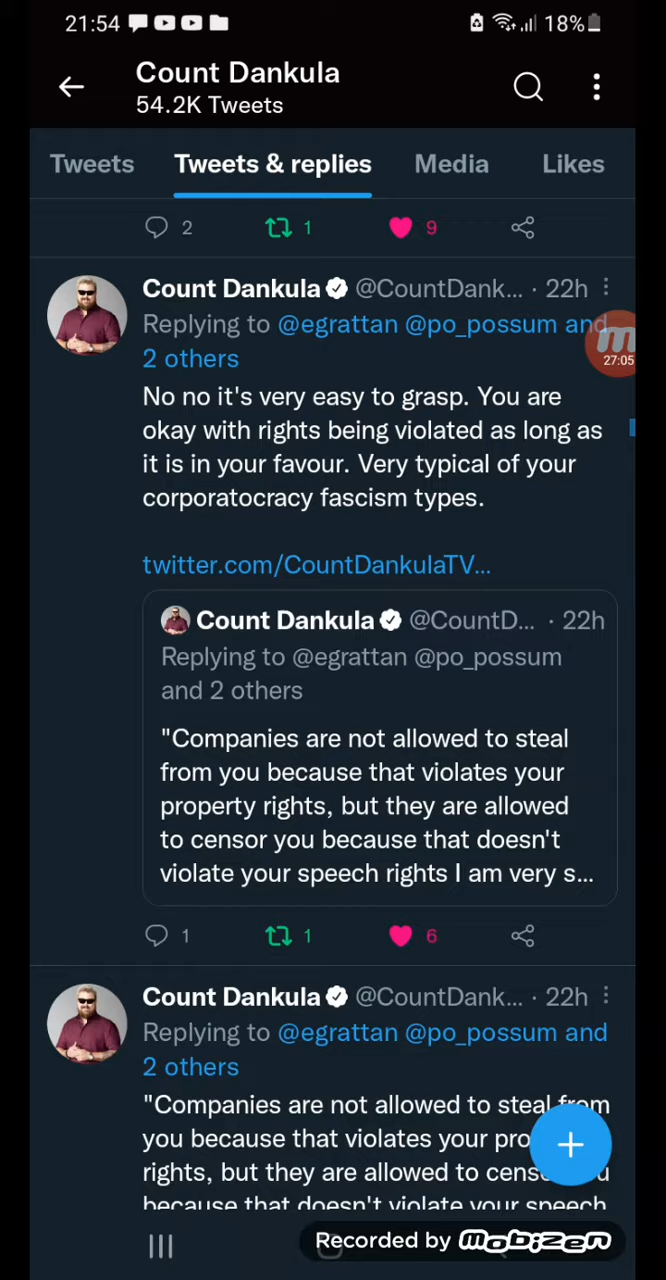 21:54 18%
Count Dankula
54.2K Tweets
Tweets Tweets & replies Media Likes
2 1 9
Count Dankula @CountDank... · 22h
Replying to @egrattan @po_possum and
2 others
27:05
No no it's very easy to grasp. You are
okay with rights being violated as long as
it is in your favour. Very typical of your
corporatocracy fascism types.
twitter.com/CountDankulaTV...
Count Dankula @CountD... · 22h
Replying to @egrattan @po_possum
and 2 others
"Companies are not allowed to steal
from you because that violates your
property rights, but they are allowed
to censor you because that doesn't
violate your speech rights I am very s...
1 1 6
Count Dankula @CountDank... · 22h
Replying to @egrattan @po_possum and
2 others
"Companies are not allowed to steal from
you because that violates your
rights, but they are allowed to
because that doesn't violate your speech
Recorded by mobizen